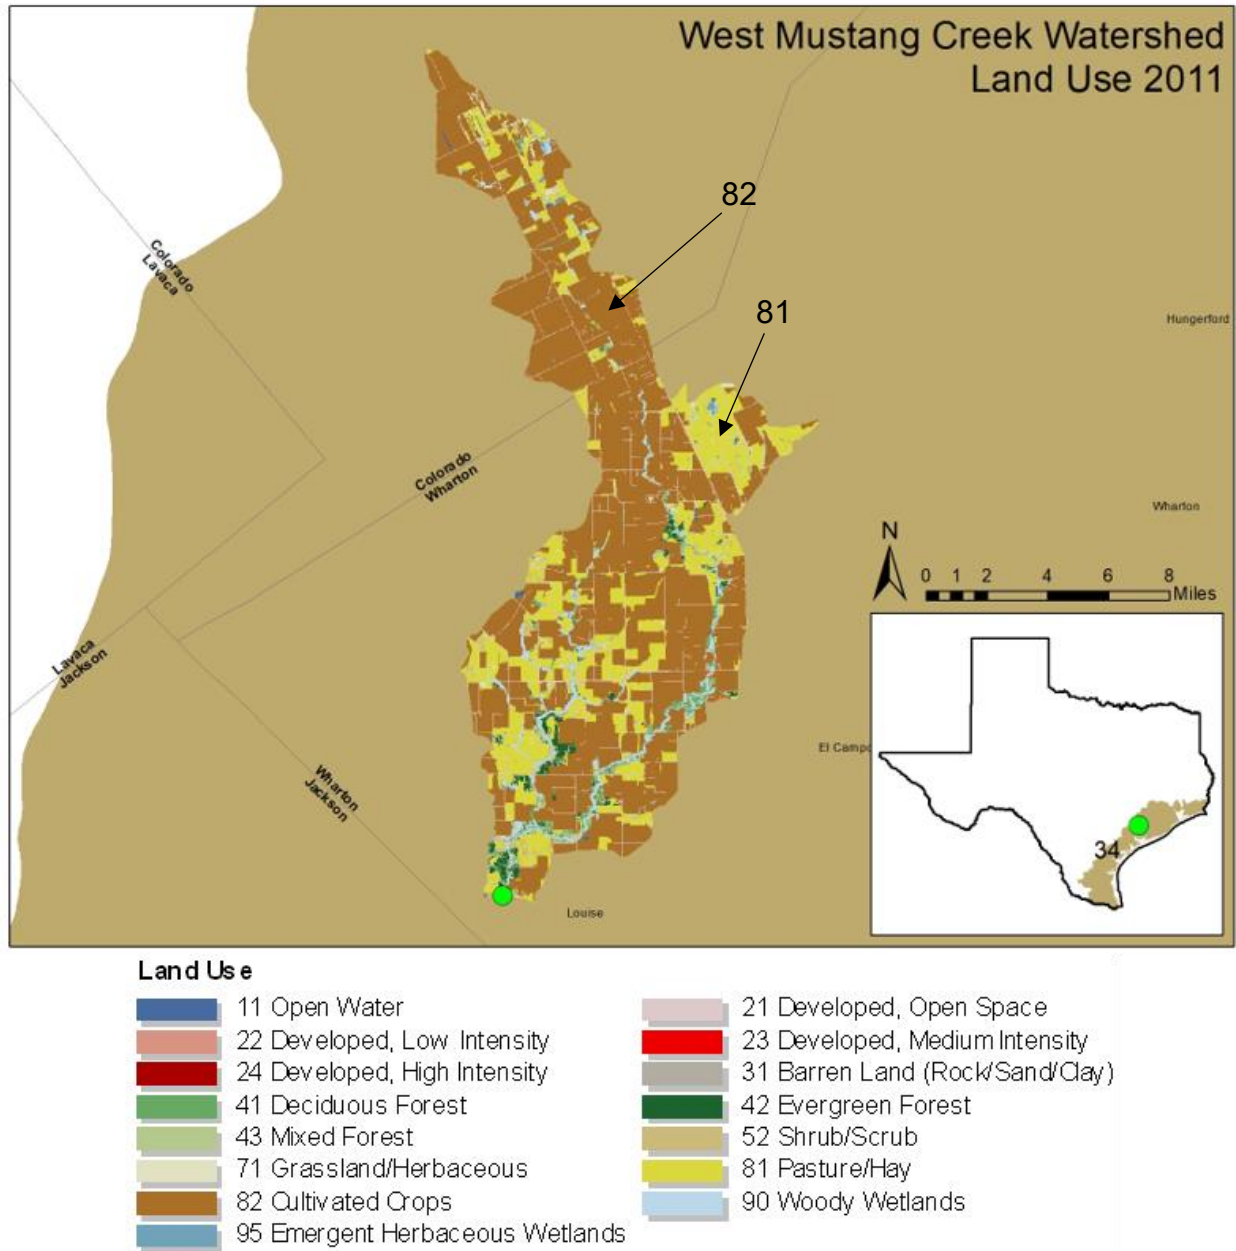 West Mustang Creek Watershed
Land Use 2011
82
81
Colorado
Lavaca
Hungerford
Colorado
Wharton
Wharton
N
0 1 2 4 6 8
Miles
Lavaca
Jackson
El Campo
Wharton
Jackson
34
Louise
Land Use
11 Open Water
21 Developed, Open Space
22 Developed, Low Intensity
23 Developed, Medium Intensity
24 Developed, High Intensity
31 Barren Land (Rock/Sand/Clay)
41 Deciduous Forest
42 Evergreen Forest
43 Mixed Forest
52 Shrub/Scrub
71 Grassland/Herbaceous
81 Pasture/Hay
82 Cultivated Crops
90 Woody Wetlands
95 Emergent Herbaceous Wetlands